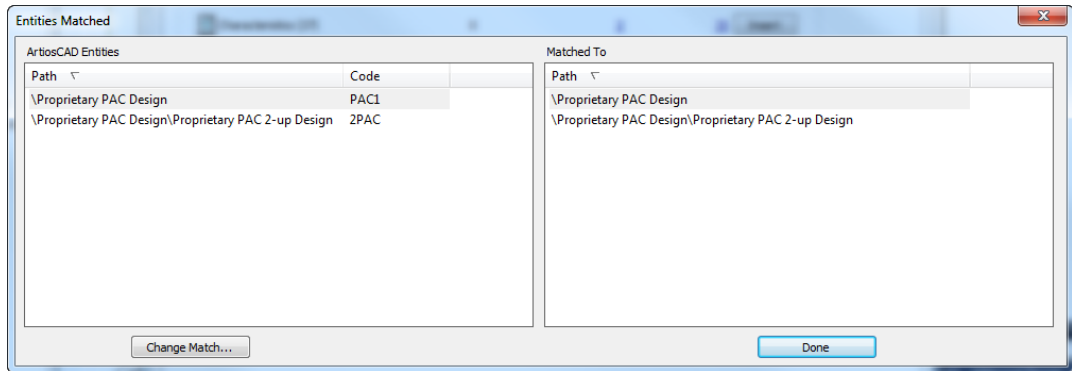 Entities Matched
ArtiosCAD Entities
Path Code
\Proprietary PAC Design PAC1
\Proprietary PAC Design\Proprietary PAC 2-up Design 2PAC
Change Match...
Matched To
Path
\Proprietary PAC Design
\Proprietary PAC Design\Proprietary PAC 2-up Design
Done